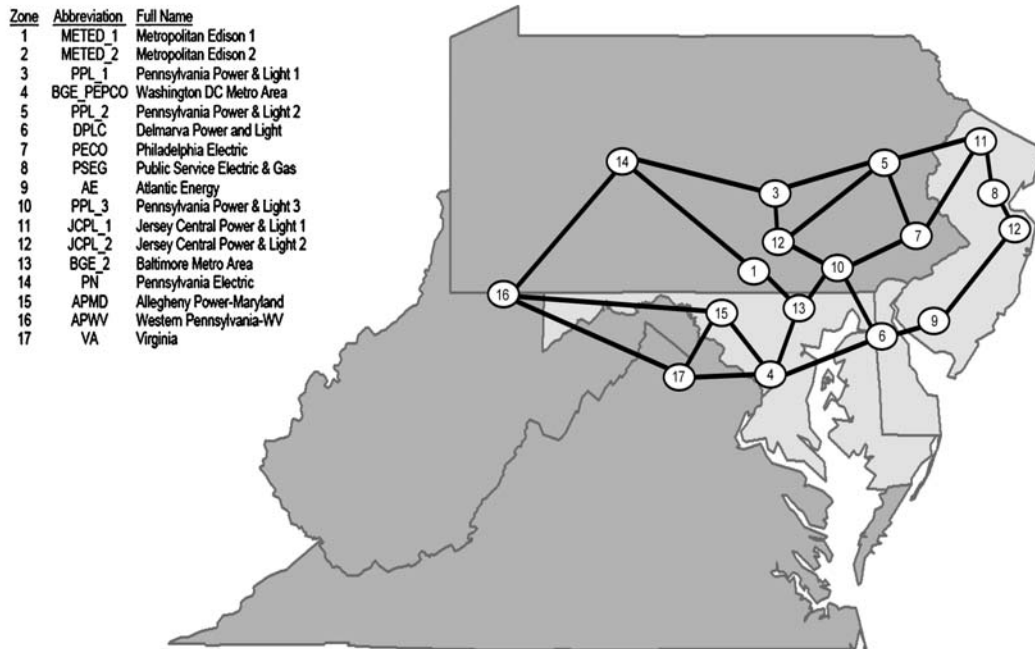 Zone Abbreviation Full Name
1 METED_1 Metropolitan Edison 1
2 METED_2 Metropolitan Edison 2
3 PPL_1 Pennsylvania Power & Light 1
4 BGE_PEPCO Washington DC Metro Area
5 PPL_2 Pennsylvania Power & Light 2
6 DPLC Delmarva Power and Light
7 PECO Philadelphia Electric
8 PSEG Public Service Electric & Gas
9 AE Atlantic Energy
10 PPL_3 Pennsylvania Power & Light 3
11 JCPL_1 Jersey Central Power & Light 1
12 JCPL_2 Jersey Central Power & Light 2
13 BGE_2 Baltimore Metro Area
14 PN Pennsylvania Electric
15 APMD Allegheny Power-Maryland
16 APWV Western Pennsylvania-WV
17 VA Virginia
11
14
5
3
8
12
7
12
1
10
16
13
15
9
6
4
17